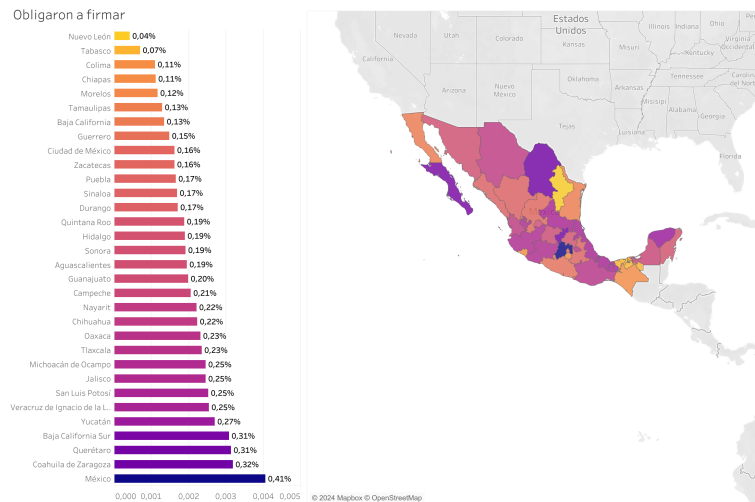 Obligaron a firmar
Nuevo León 0,04%
Tabasco 0,07%
Colima 0,11%
Chiapas 0,11%
Morelos 0,12%
Tamaulipas 0,13%
Baja California 0,13%
Guerrero 0,15%
Ciudad de México 0,16%
Zacatecas 0,16%
Puebla 0,17%
Sinaloa 0,17%
Durango 0,17%
Quintana Roo 0,19%
Hidalgo 0,19%
Sonora 0,19%
Aguascalientes 0,19%
Guanajuato 0,20%
Campeche 0,21%
Nayarit 0,22%
Chihuahua 0,22%
Oaxaca 0,23%
Tlaxcala 0,23%
Michoacán de Ocampo 0,25%
Jalisco 0,25%
San Luis Potosí 0,25%
Veracruz de Ignacio de la L... 0,25%
Yucatán 0,27%
Baja California Sur 0,31%
Querétaro 0,31%
Coahuila de Zaragoza 0,32%
México 0,41%
0,000 0,001 0,002 0,003 0,004 0,005
Estados
Unidos
Nevada
Utah
Colorado
Kansas
Misuri
Illinois
Indiana
Ohio
Virginia
Occidental
Kentucky
California
Arizona
Nuevo
México
Oklahoma
Arkansas
Tennessee
Carolina
del Nort
Misisipi
Alabama
Georgia
Texas
Luisiana
Florida
© 2024 Mapbox © OpenStreetMap